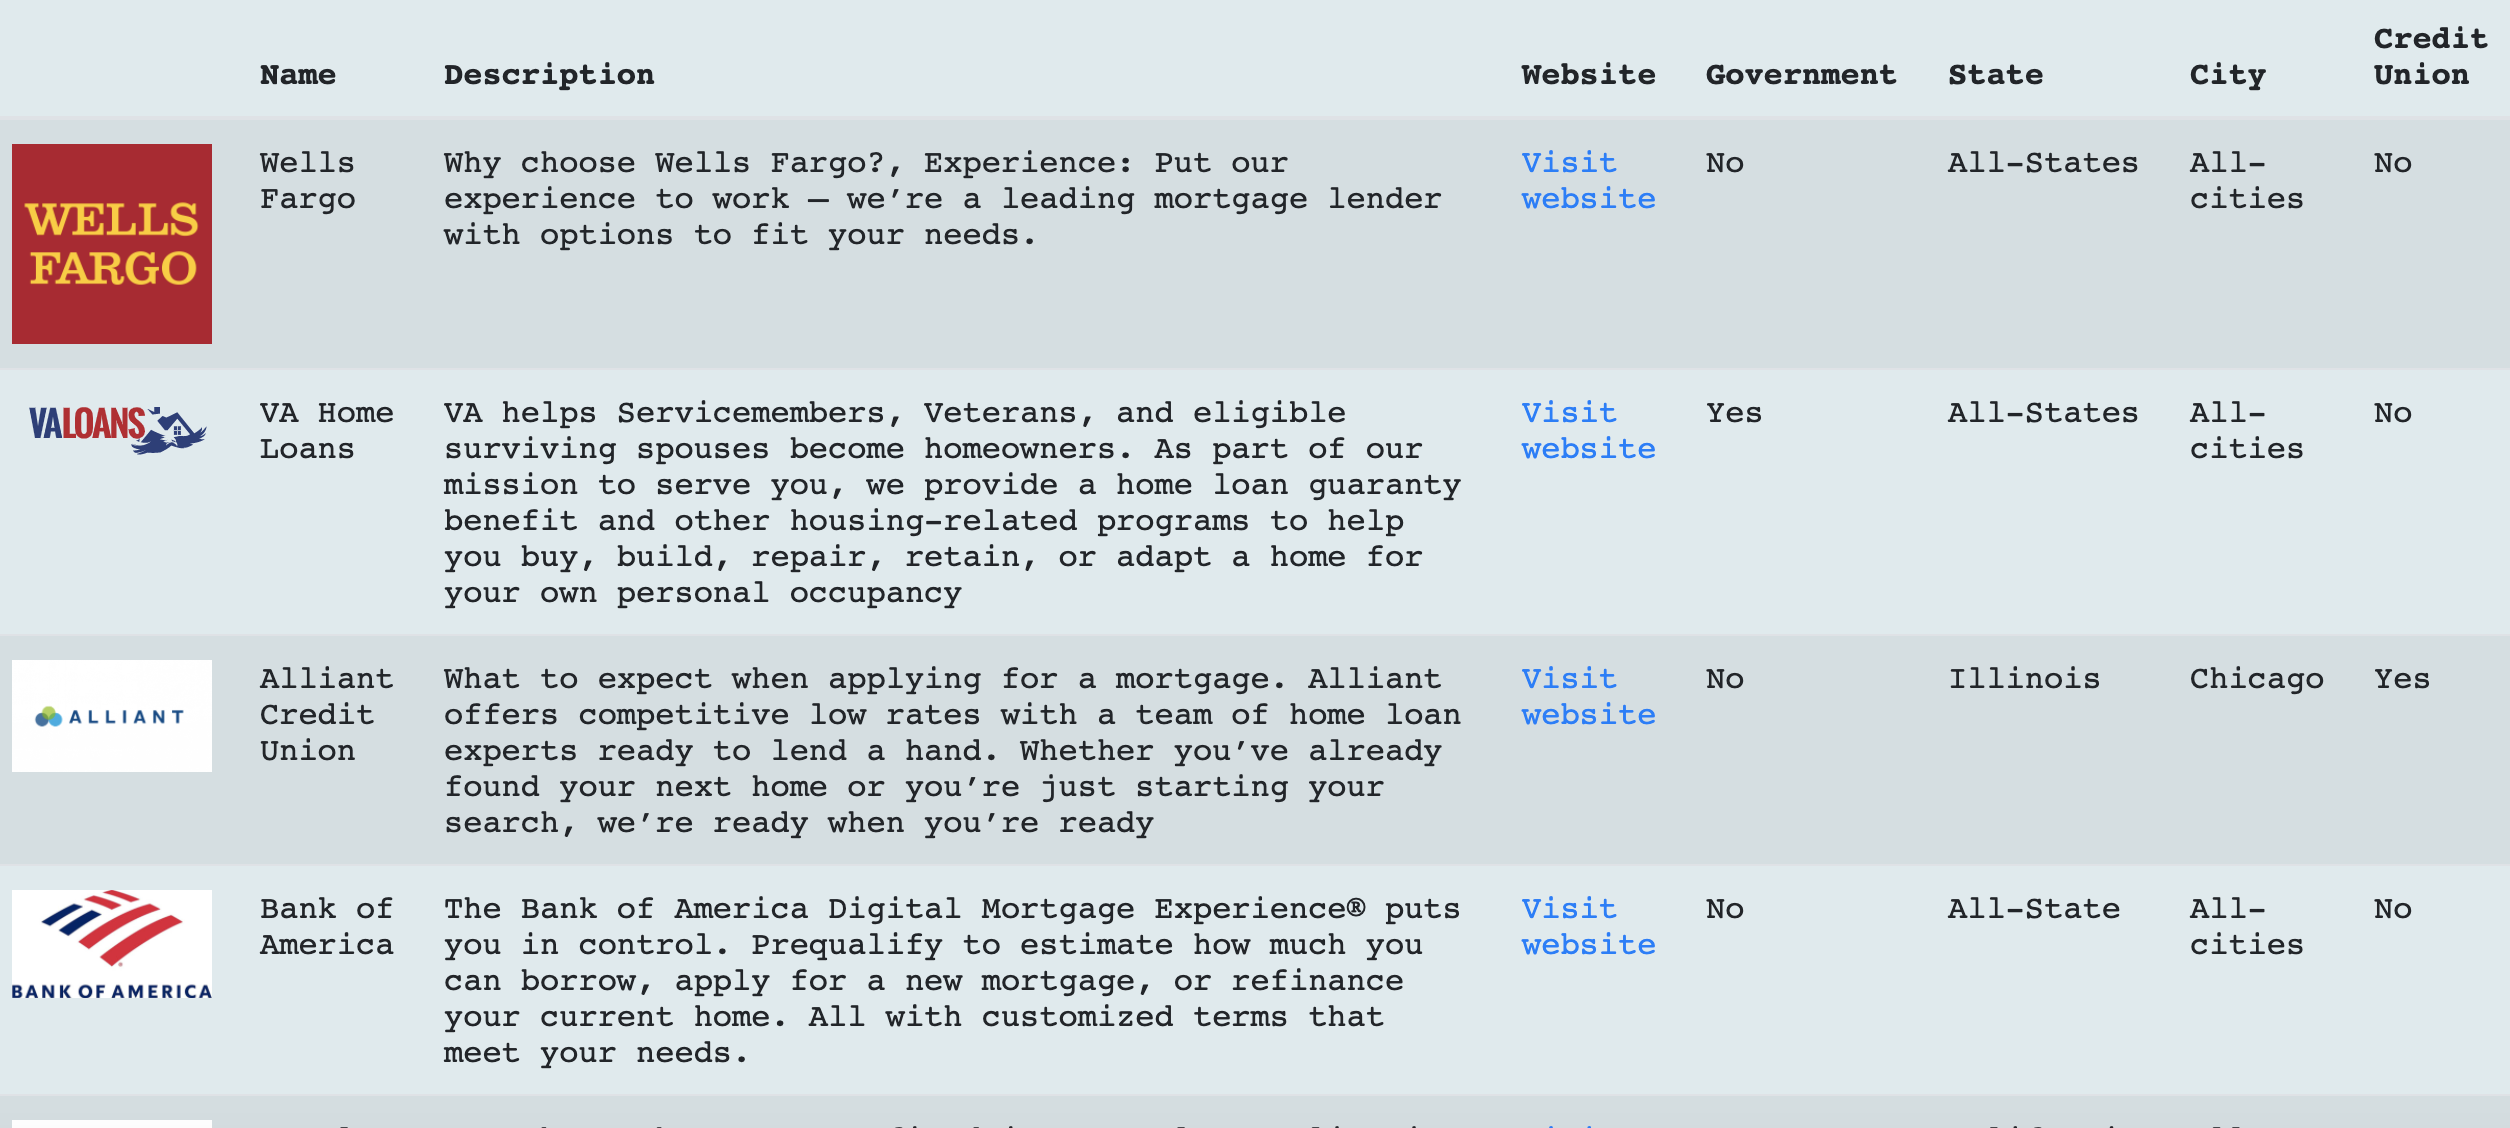 Name Description Website Government State City Credit Union
WELLS
FARGO
Wells
Fargo
Why choose Wells Fargo?, Experience: Put our
experience to work — we’re a leading mortgage lender
with options to fit your needs.
Visit
website
No
All-States
All-
cities
No
VALOANS
VA Home
Loans
VA helps Servicemembers, Veterans, and eligible
surviving spouses become homeowners. As part of our
mission to serve you, we provide a home loan guaranty
benefit and other housing-related programs to help
you buy, build, repair, retain, or adapt a home for
your own personal occupancy
Visit
website
Yes
All-States
All-
cities
No
ALLIANT
Alliant
Credit
Union
What to expect when applying for a mortgage. Alliant
offers competitive low rates with a team of home loan
experts ready to lend a hand. Whether you’ve already
found your next home or you’re just starting your
search, we’re ready when you’re ready
Visit
website
No
Illinois
Chicago
Yes
BANK OF AMERICA
Bank of
America
The Bank of America Digital Mortgage Experience® puts
you in control. Prequalify to estimate how much you
can borrow, apply for a new mortgage, or refinance
your current home. All with customized terms that
meet your needs.
Visit
website
No
All-State
All-
cities
No